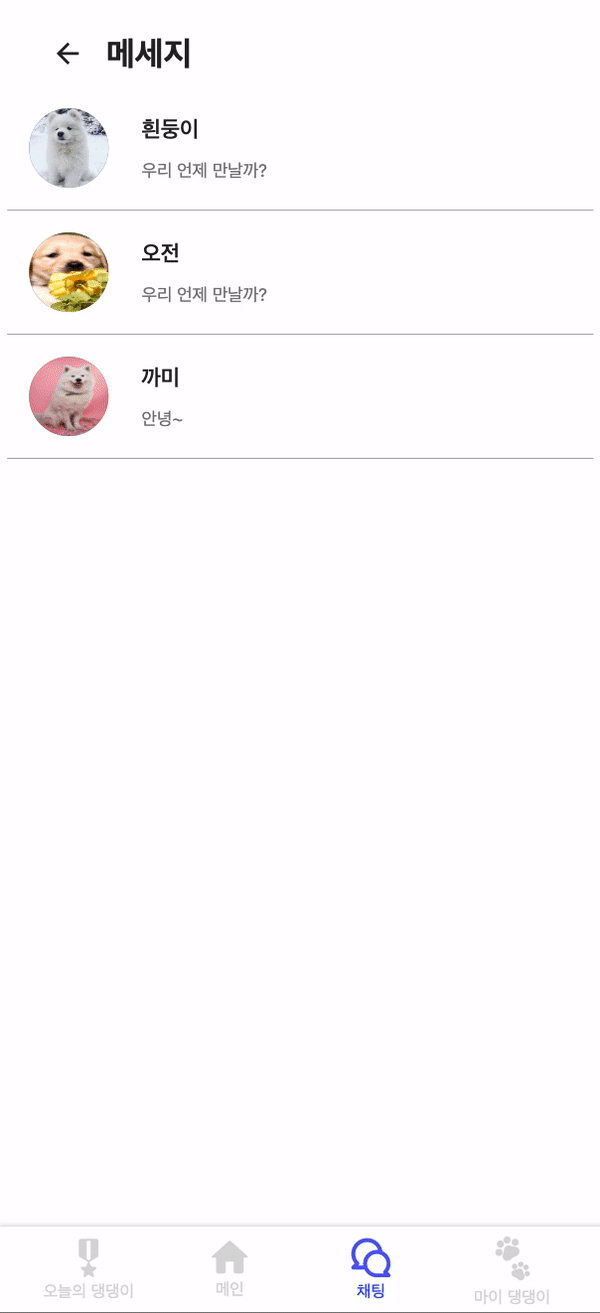 메세지
흰둥이
우리 언제 만날까?
오전
우리 언제 만날까?
까미
안녕~
오늘의 댕댕이
메인
채팅
마이 댕댕이